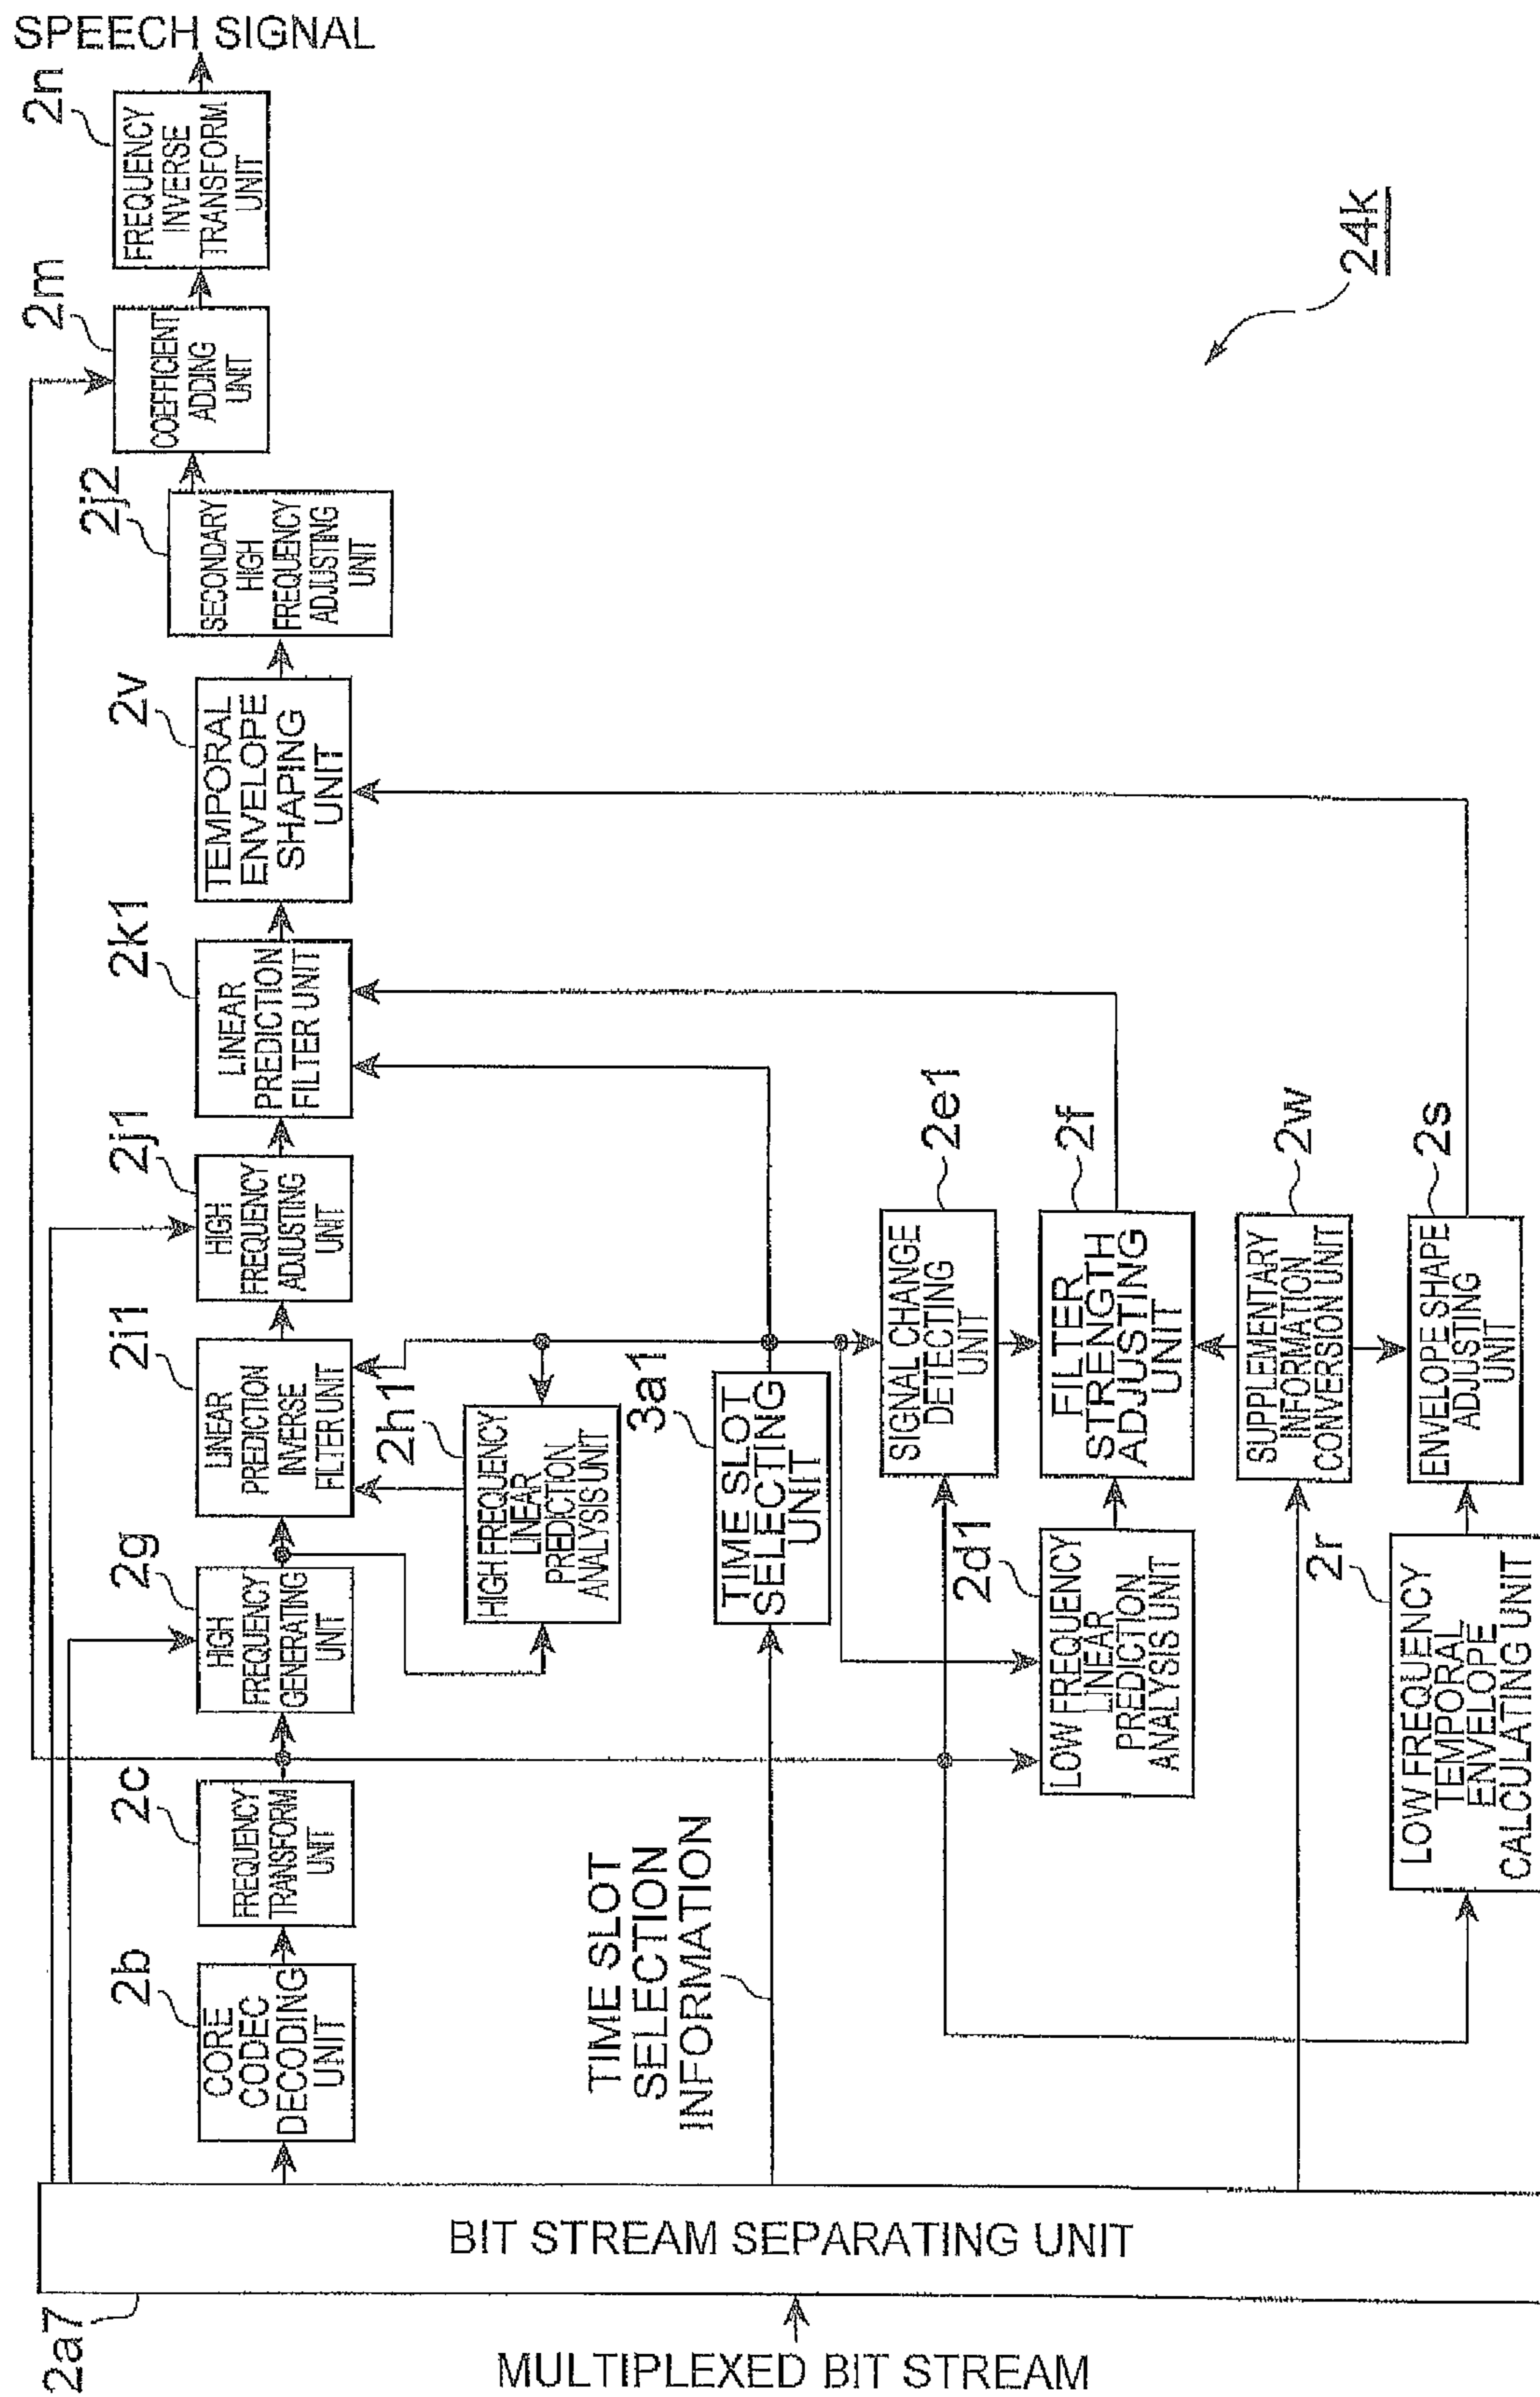 SPEECH SIGNAL
2n
FREQUENCY
INVERSE
TRANSFORM
UNIT
2m
COEFFICIENT
ADDING
UNIT
2j2
SECONDARY
HIGH
FREQUENCY
ADJUSTING
UNIT
24k
2v
TEMPORAL
ENVELOPE
SHAPING
UNIT
2k1
LINEAR
PREDICTION
FILTER UNIT
2j1
HIGH
FREQUENCY
ADJUSTING
UNIT
2i1
LINEAR
PREDICTION
INVERSE
FILTER UNIT
2h1
HIGH FREQUENCY
LINEAR
PREDICTION
ANALYSIS UNIT
3a1
TIME SLOT
SELECTING
UNIT
2e1
SIGNAL CHANGE
DETECTING
UNIT
2f
FILTER
STRENGTH
ADJUSTING
UNIT
2w
SUPPLEMENTARY
INFORMATION
CONVERSION UNIT
2s
ENVELOPE SHAPE
ADJUSTING
UNIT
2g
HIGH
FREQUENCY
GENERATING
UNIT
2d1
LOW FREQUENCY
LINEAR
PREDICTION
ANALYSIS UNIT
2r
LOW FREQUENCY
TEMPORAL
ENVELOPE
CALCULATING UNIT
2c
FREQUENCY
TRANSFORM
UNIT
2b
CORE
CODEC
DECODING
UNIT
TIME SLOT
SELECTION
INFORMATION
BIT STREAM SEPARATING UNIT
2a7
MULTIPLEXED BIT STREAM